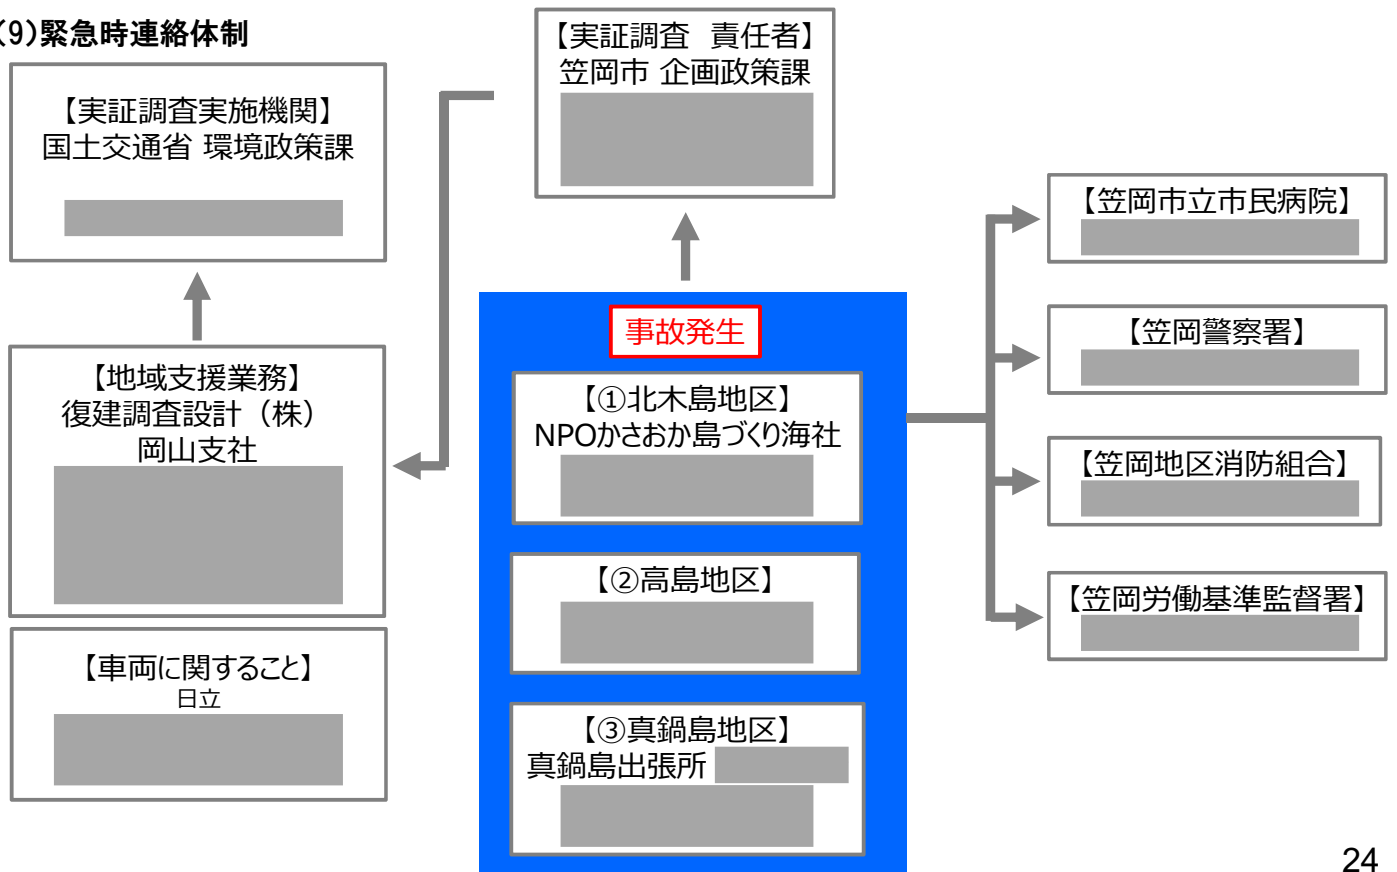 (9)緊急時連絡体制
【実証調査実施機関】
国土交通省 環境政策課
【地域支援業務】
復建調査設計（株）
岡山支社
【車両に関すること】
日立
【実証調査 責任者】
笠岡市 企画政策課
事故発生
【①北木島地区】
NPOかさおか島づくり海社
【②高島地区】
【③真鍋島地区】
真鍋島出張所
【笠岡市立市民病院】
【笠岡警察署】
【笠岡地区消防組合】
【笠岡労働基準監督署】
24